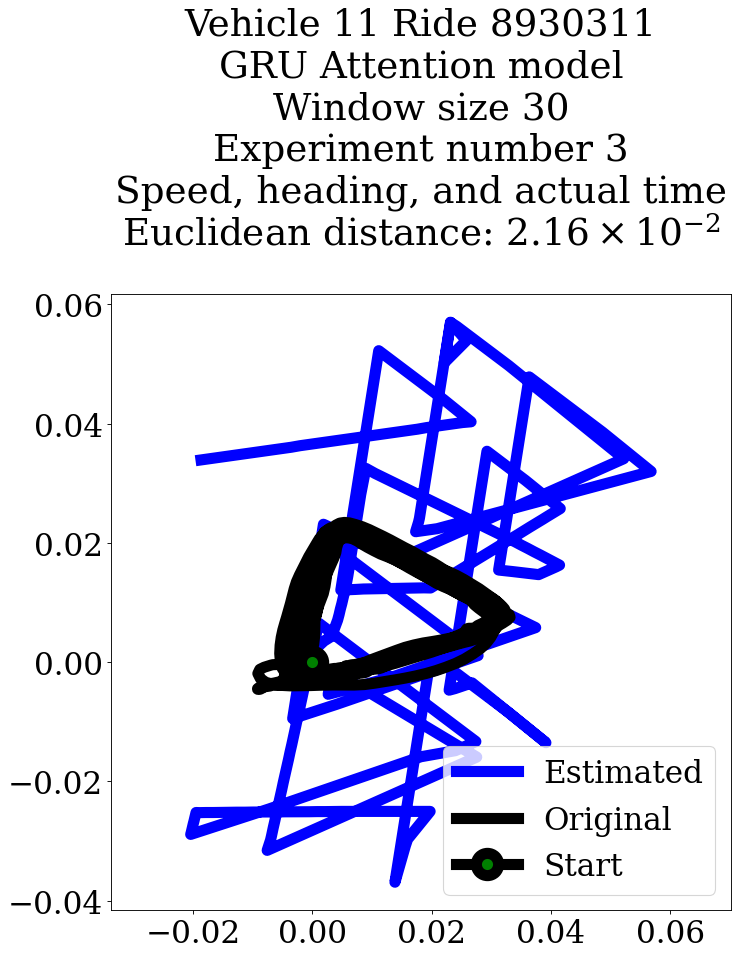 Vehicle 11 Ride 8930311
GRU Attention model
Window size 30
Experiment number 3
Speed, heading, and actual time
Euclidean distance: 2.16 × 10⁻²
0.06
0.04
0.02
0.00
−0.02
−0.04
−0.02 0.00 0.02 0.04 0.06
Estimated
Original
Start